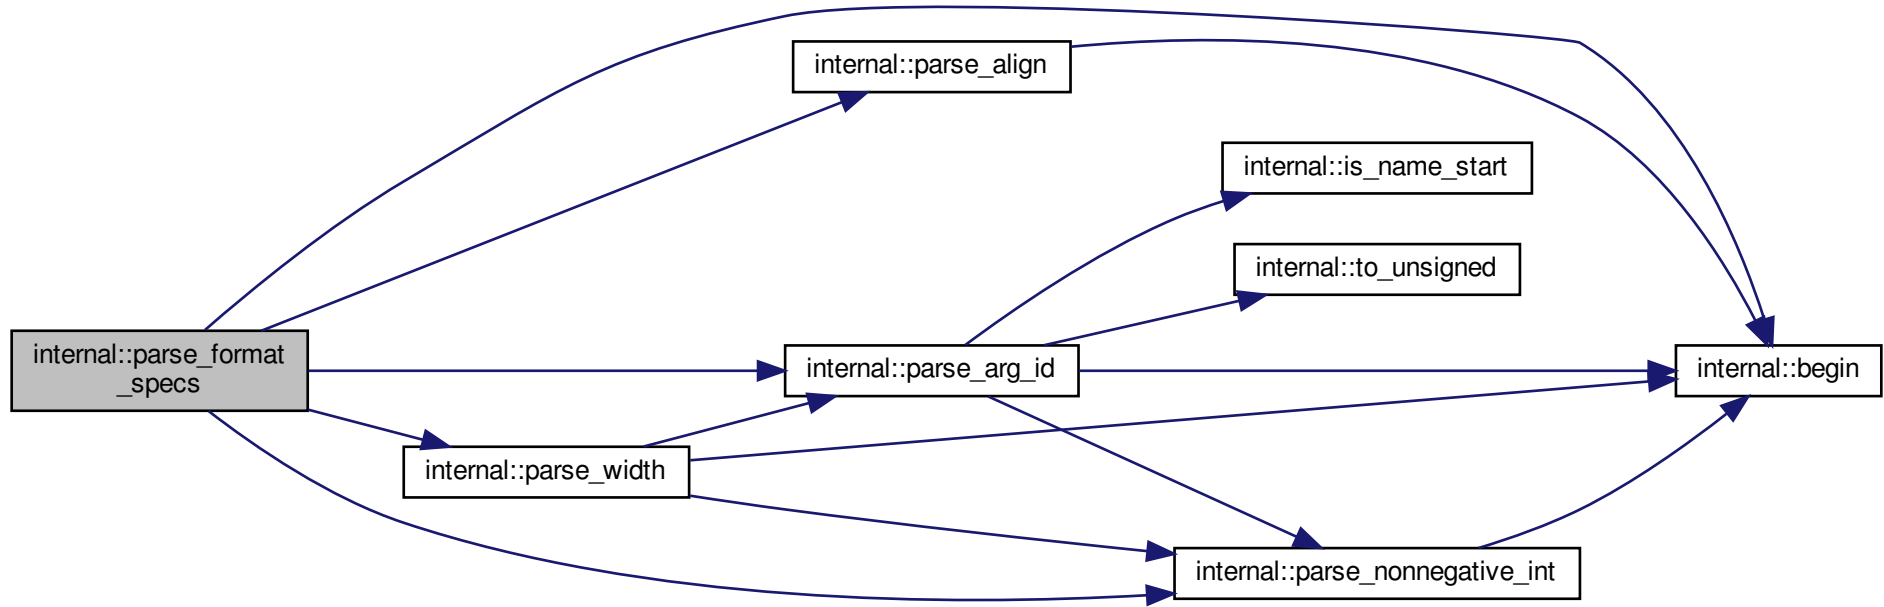 internal::parse_align
internal::is_name_start
internal::to_unsigned
internal::parse_format
_specs
internal::parse_arg_id
internal::begin
internal::parse_width
internal::parse_nonnegative_int